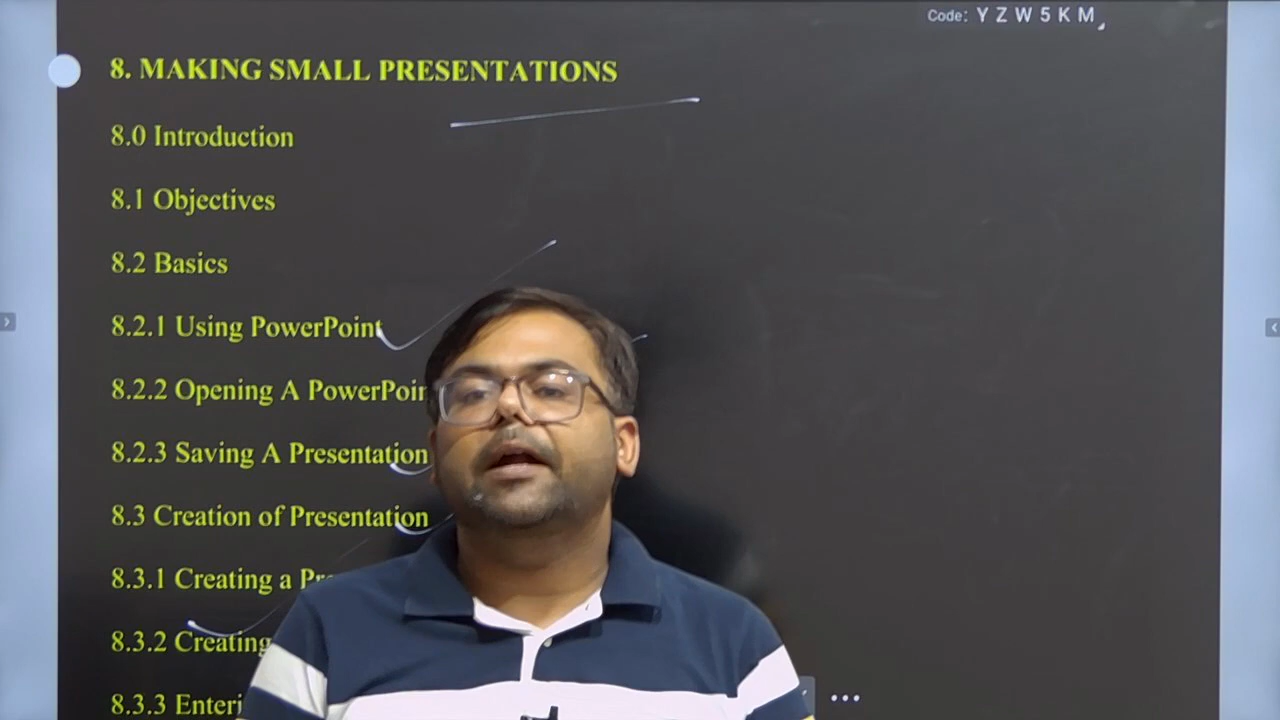 Code: Y Z W 5 K M
8. MAKING SMALL PRESENTATIONS
8.0 Introduction
8.1 Objectives
8.2 Basics
8.2.1 Using PowerPoint
8.2.2 Opening A
8.2.3 Saving A Presentation
8.3 Creation of Presentation
8.3.1 Creating a
8.3.2 Creating
8.3.3